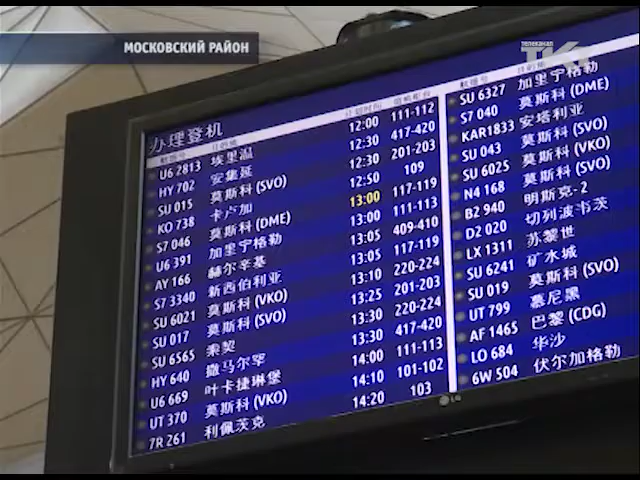 МОСКОВСКИЙ РАЙОН
ТЕЛЕКАНАЛ
办理登机
U6 2813 埃里温 12:00 111-112
HY 702 安集延 12:30 417-420
SU 015 莫斯科 (SVO) 12:30 201-203
KO 738 卡卢加 12:50 109
S7 046 莫斯科 (DME) 13:00 117-119
U6 391 加里宁格勒 13:00 111-113
AY 166 赫尔辛基 13:05 409-410
S7 3340 新西伯利亚 13:05 117-119
SU 6021 莫斯科 (VKO) 13:10 220-224
SU 017 莫斯科 (SVO) 13:25 201-203
SU 6565 索契 13:30 220-224
HY 640 撒马尔罕 13:30 417-420
U6 669 叶卡捷琳堡 14:00 111-113
UT 370 莫斯科 (VKO) 14:10 101-102
7R 261 利佩茨克 14:20 103
SU 6327 加里宁格勒
S7 040 莫斯科 (DME)
KAR1833 安塔利亚
SU 043 莫斯科 (SVO)
SU 6025 莫斯科 (VKO)
N4 168 莫斯科 (SVO)
B2 940 明斯克-2
D2 020 切列波韦茨
LX 1311 苏黎世
SU 6241 矿水城
SU 019 莫斯科 (SVO)
UT 799 慕尼黑
AF 1465 巴黎 (CDG)
LO 684 华沙
6W 504 伏尔加格勒
LG